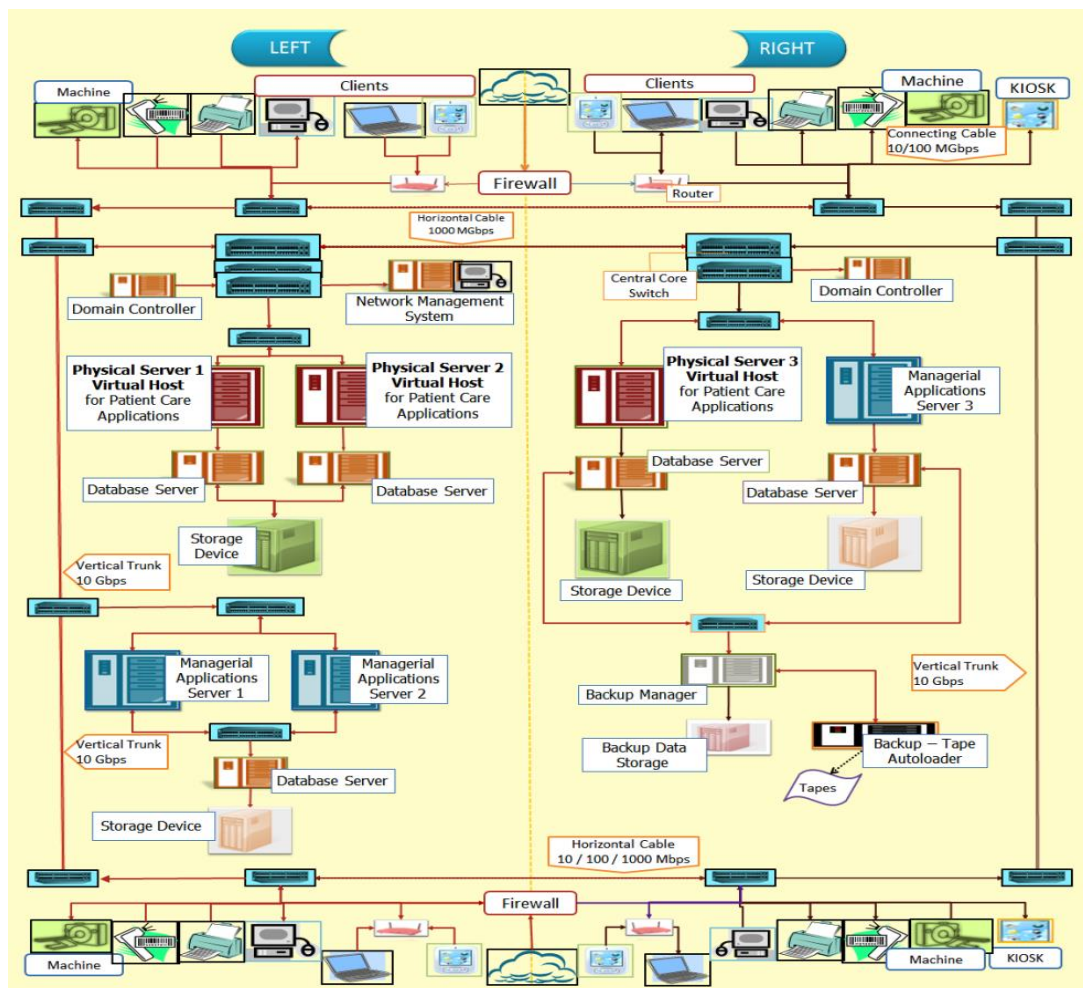 LEFT
RIGHT
Machine
Clients
Clients
Machine
KIOSK
Connecting Cable
10/100 MGbps
Firewall
Router
Horizontal Cable
1000 MGbps
Central Core
Switch
Domain Controller
Network Management
System
Domain Controller
Physical Server 1
Virtual Host
for Patient Care
Applications
Physical Server 2
Virtual Host
for Patient Care
Applications
Physical Server 3
Virtual Host
for Patient Care
Applications
Managerial
Applications
Server 3
Database Server
Database Server
Database Server
Database Server
Storage
Device
Storage Device
Storage Device
Vertical Trunk
10 Gbps
Managerial
Applications
Server 1
Managerial
Applications
Server 2
Backup Manager
Vertical Trunk
10 Gbps
Vertical Trunk
10 Gbps
Backup Data
Storage
Backup – Tape
Autoloader
Tapes
Database Server
Storage Device
Horizontal Cable
10 / 100 / 1000 Mbps
Firewall
Machine
Machine
KIOSK